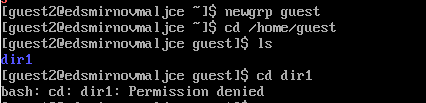 [guest2@edsmirnovmaljce ~]$ newgrp guest
[guest2@edsmirnovmaljce ~]$ cd /home/guest
[guest2@edsmirnovmaljce guest]$ ls
dir1
[guest2@edsmirnovmaljce guest]$ cd dir1
bash: cd: dir1: Permission denied